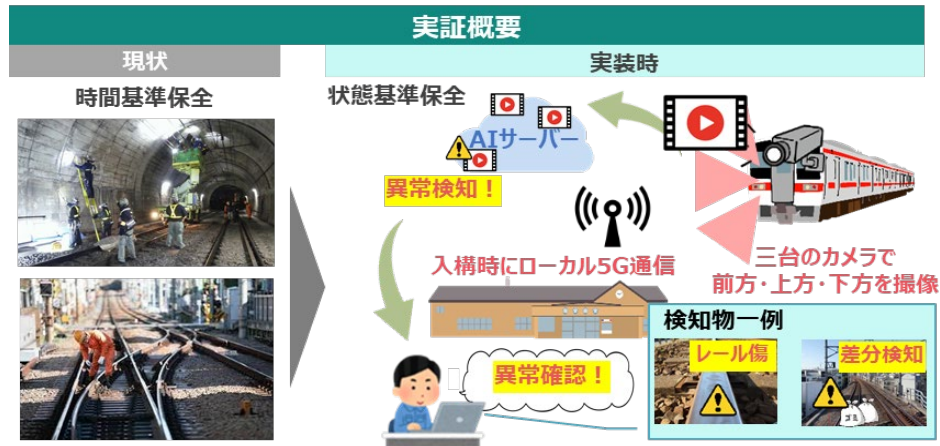 実証概要
現状
実装時
時間基準保全
状態基準保全
AIサーバー
異常検知！
入構時にローカル5G通信
三台のカメラで
前方・上方・下方を撮像
異常確認！
検知物一例
レール傷
差分検知
ゴミ